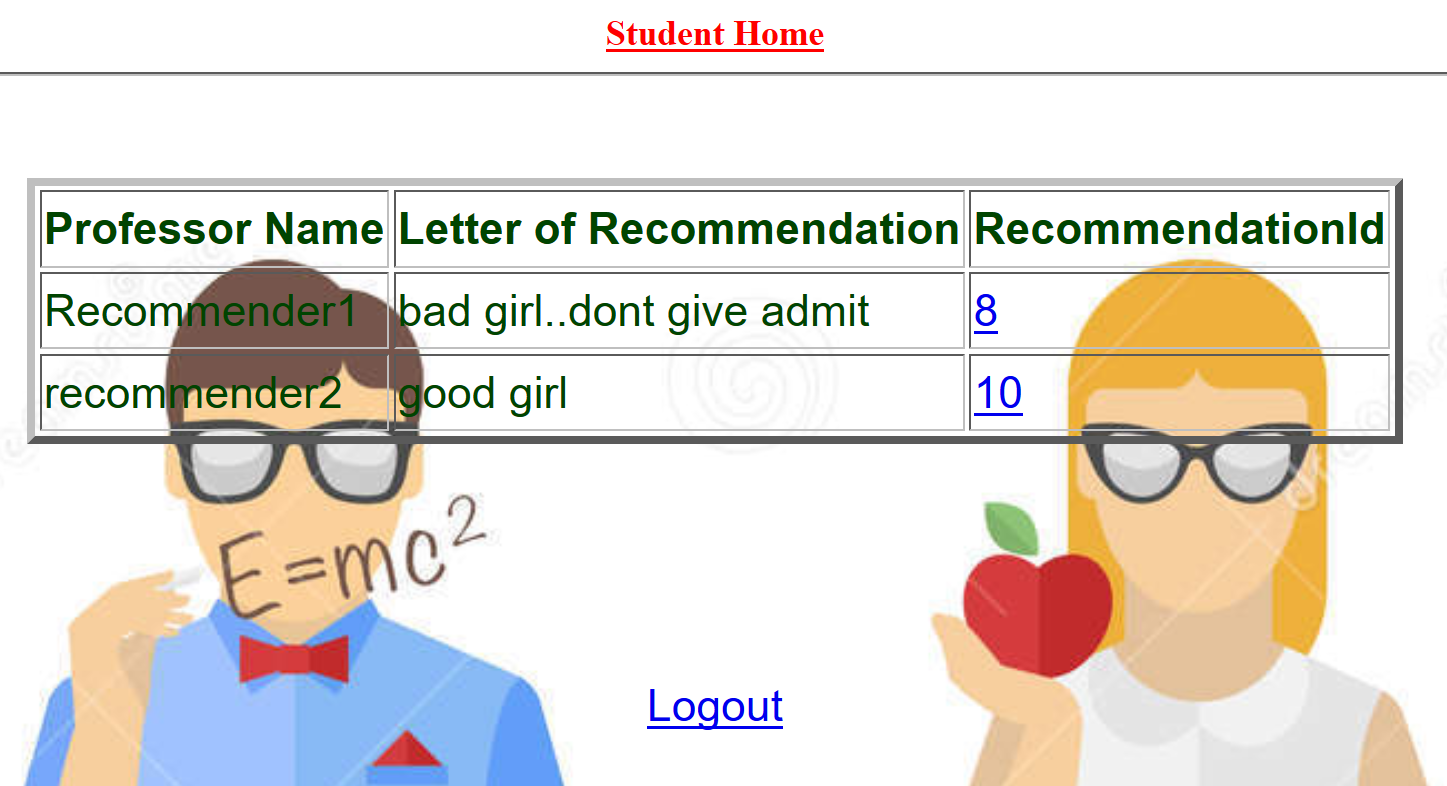 Student Home
Professor Name Letter of Recommendation RecommendationId
Recommender1 bad girl..dont give admit 8
recommender2 good girl 10
E=mc²
Logout